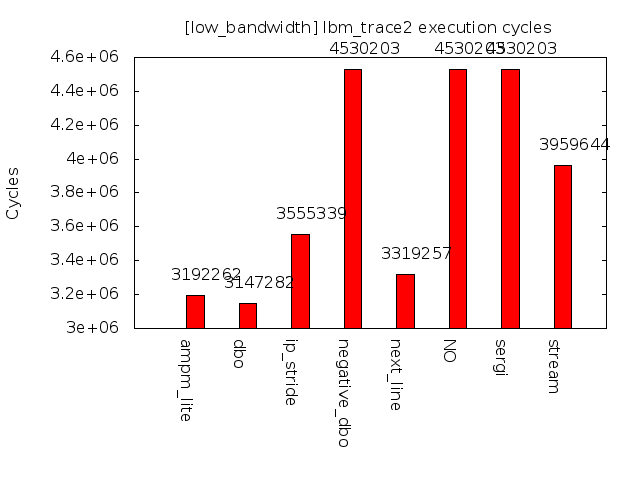 [low_bandwidth] lbm_trace2 execution cycles
Cycles
4.6e+06
4.4e+06
4.2e+06
4e+06
3.8e+06
3.6e+06
3.4e+06
3.2e+06
3e+06
3192262
3147282
3555339
4530203
3319257
4530203
4530203
3959644
ampm_lite
dbo
ip_stride
negative_dbo
next_line
NO
sergi
stream